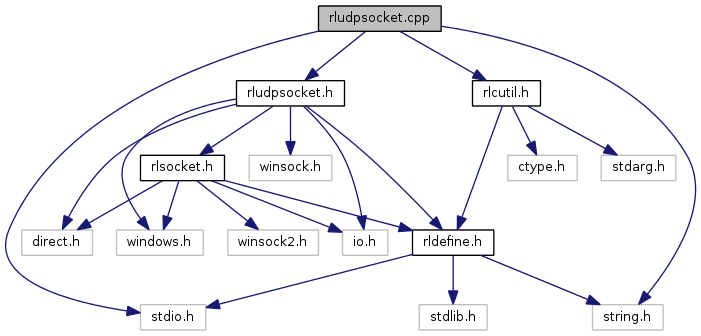 rludpsocket.cpp
rludpsocket.h
rlcutil.h
rlsocket.h
winsock.h
ctype.h
stdarg.h
direct.h
windows.h
winsock2.h
io.h
rldefine.h
stdio.h
stdlib.h
string.h